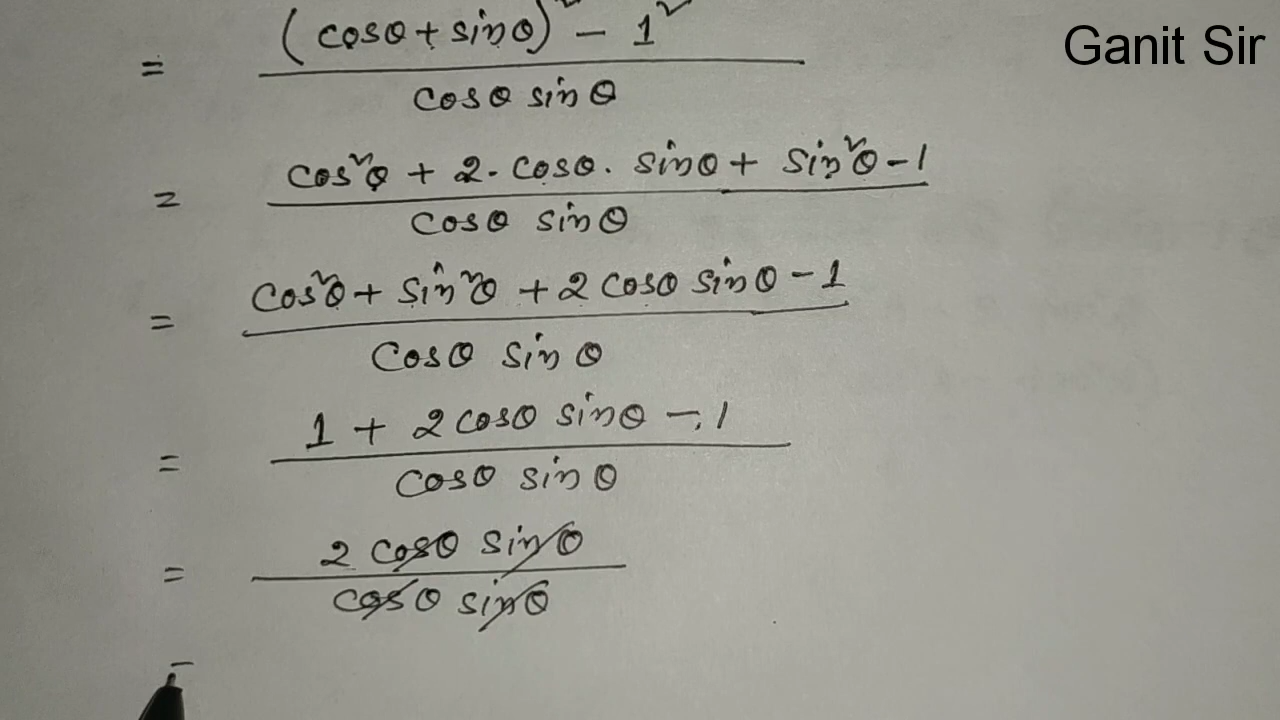 Ganit Sir
= (cosθ + sinθ)² − 1²
cosθ sinθ
= cos²θ + 2·cosθ·sinθ + sin²θ − 1
cosθ sinθ
= cos²θ + sin²θ + 2 cosθ sinθ − 1
cosθ sinθ
= 1 + 2 cosθ sinθ − 1
cosθ sinθ
= 2 cosθ sinθ
cosθ sinθ